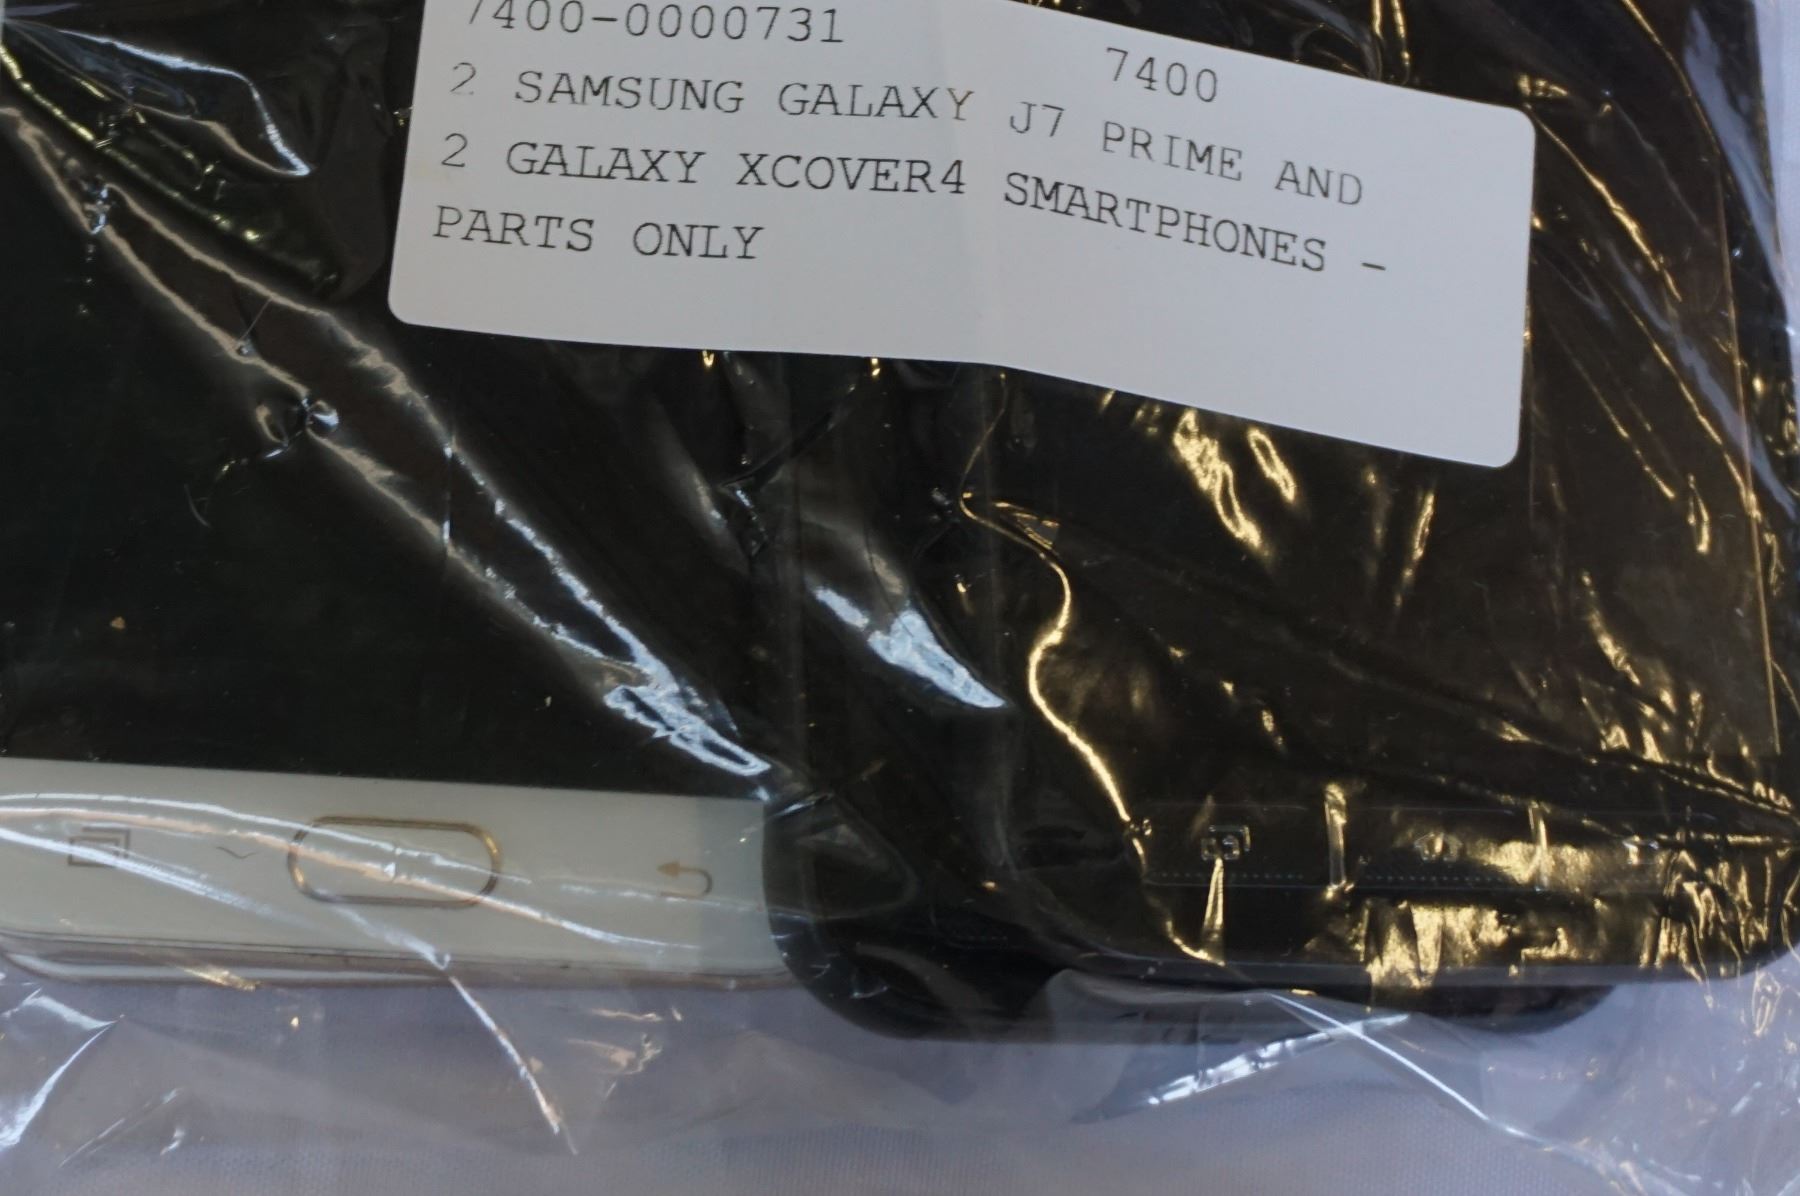 7400-0000731 7400
2 SAMSUNG GALAXY J7 PRIME AND
2 GALAXY XCOVER4 SMARTPHONES -
PARTS ONLY